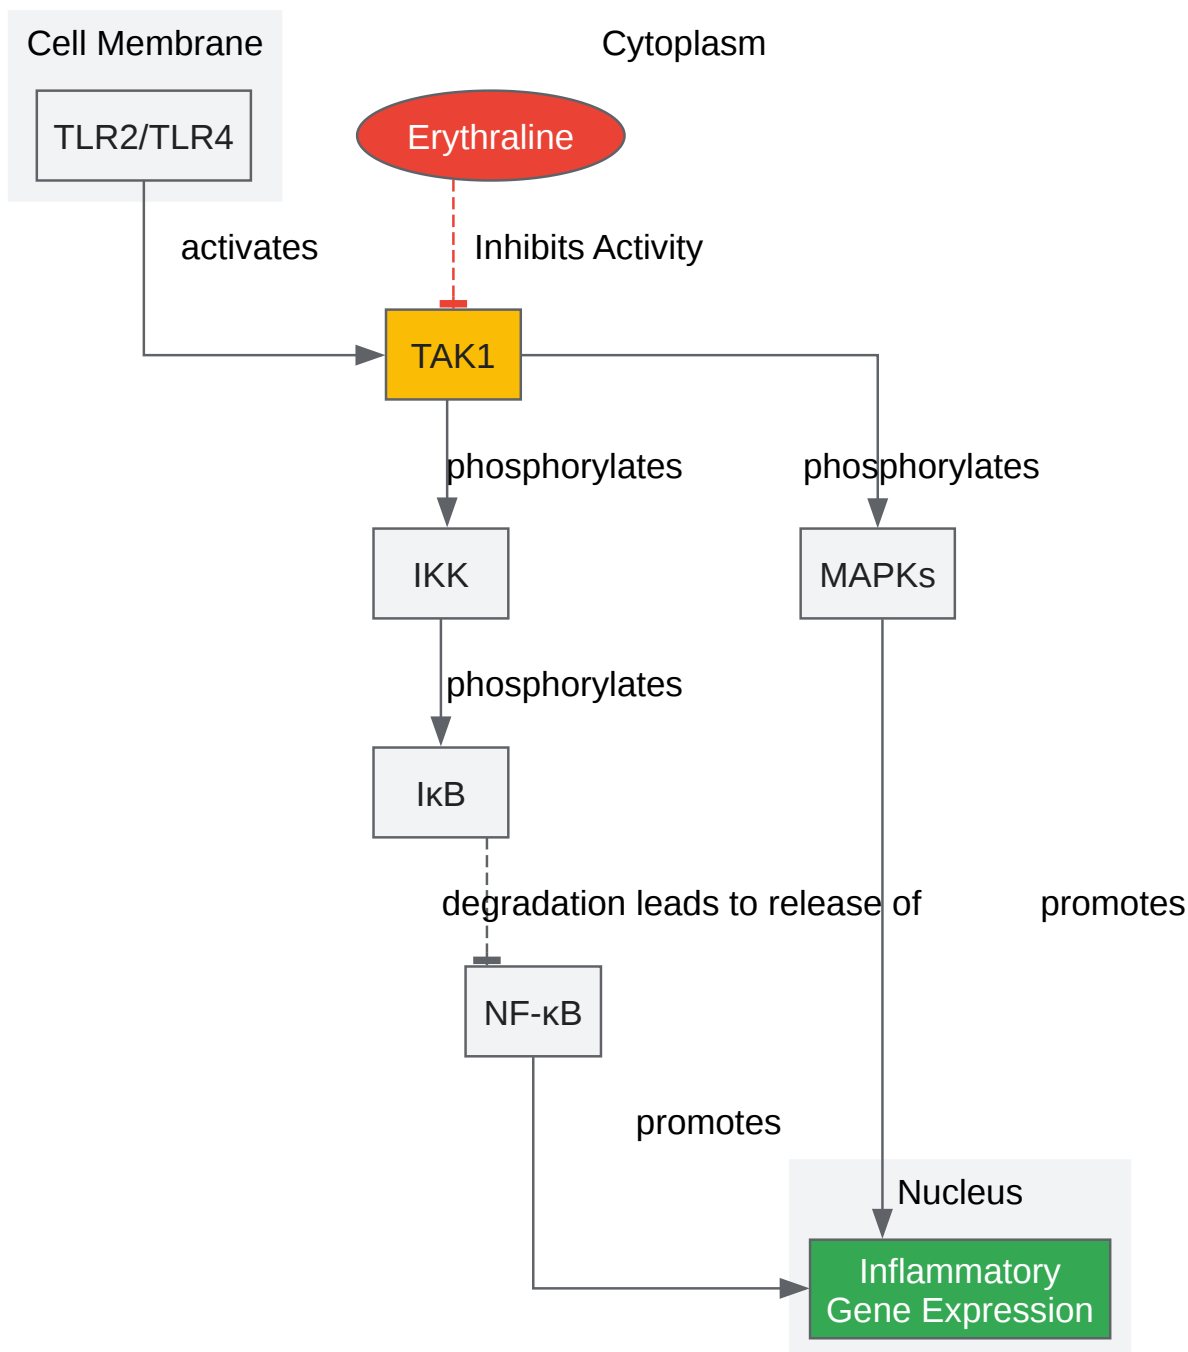 Cell Membrane
Cytoplasm
TLR2/TLR4
Erythraline
activates
Inhibits Activity
TAK1
phosphorylates
phosphorylates
IKK
MAPKs
phosphorylates
IκB
degradation leads to release of
promotes
NF-κB
promotes
Nucleus
Inflammatory
Gene Expression